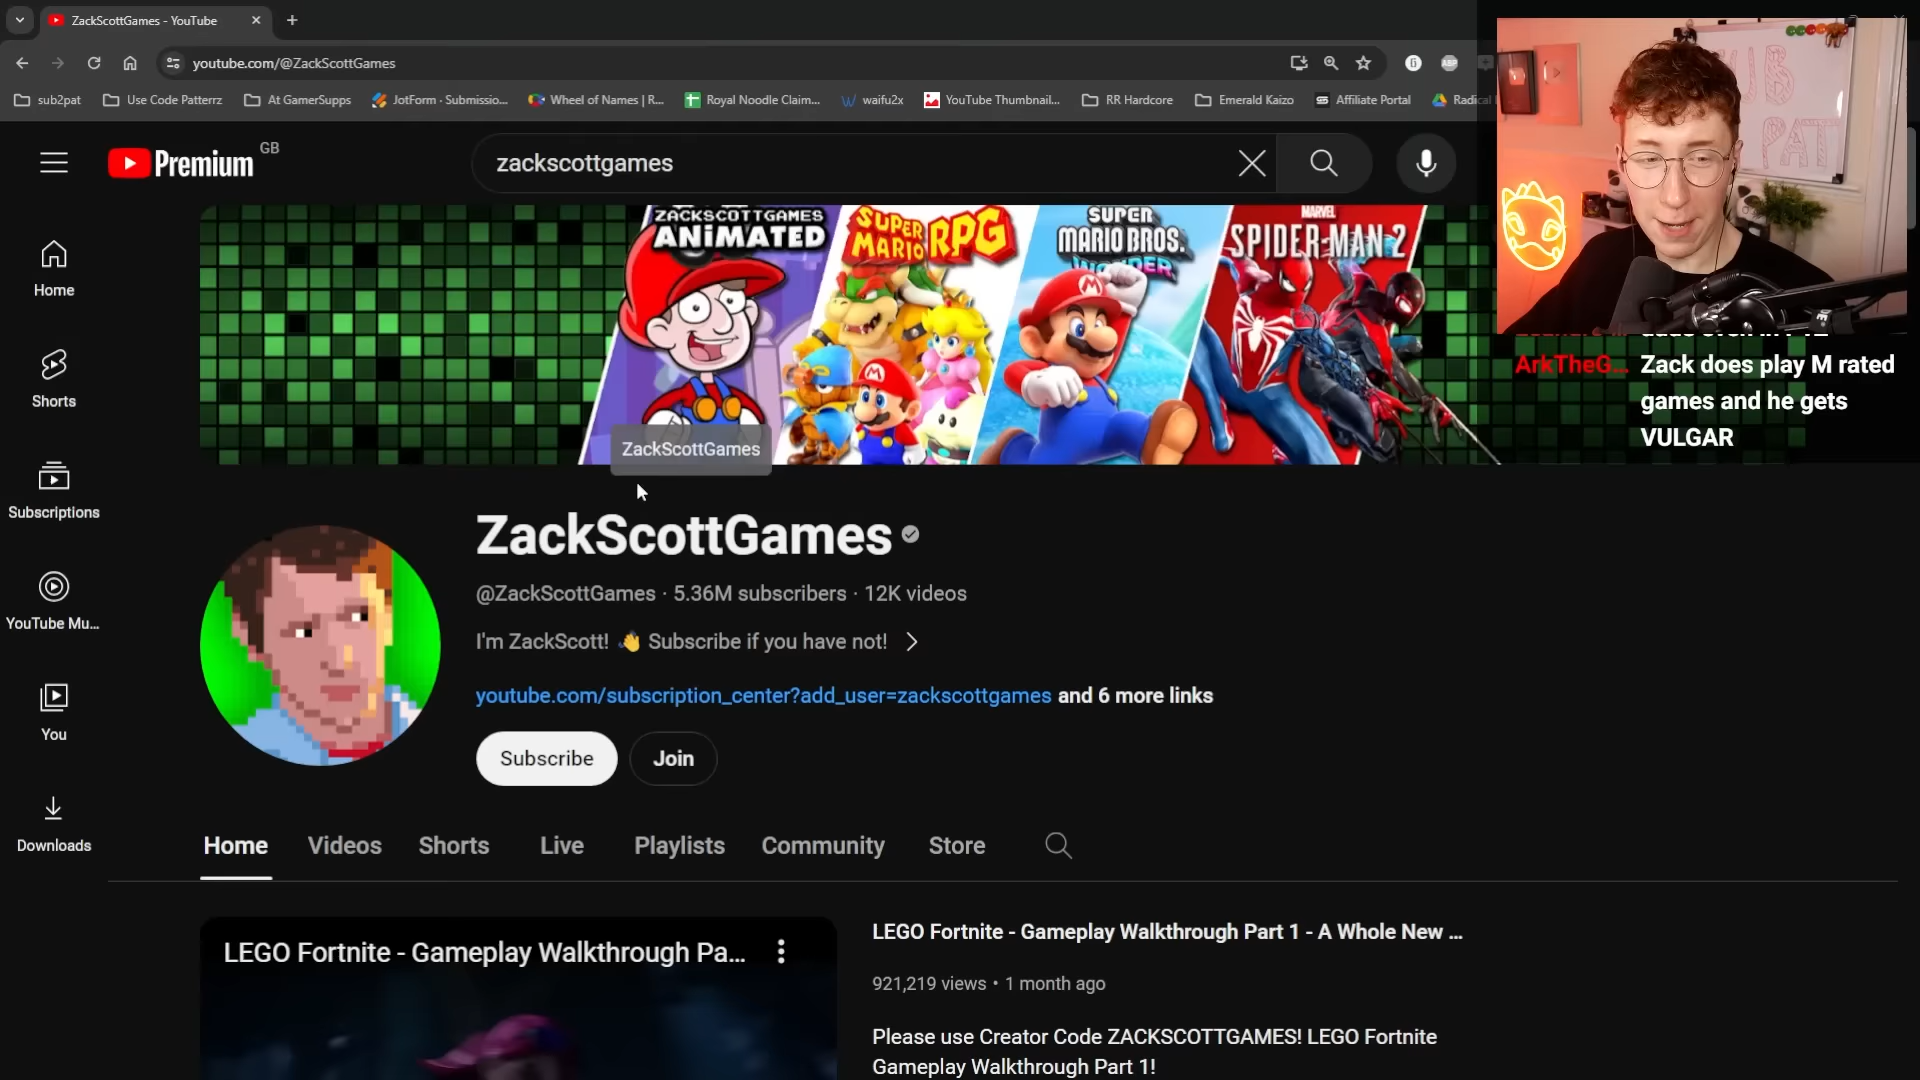 ZackScottGames - YouTube
youtube.com/@ZackScottGames
sub2pat
Use Code Patterrz
At GamerSupps
JotForm - Submissio...
Wheel of Names | R...
Royal Noodle Claim...
waifu2x
YouTube Thumbnail...
RR Hardcore
Emerald Kaizo
Affiliate Portal
Radical
ABP
Premium
GB
zackscottgames
Home
Shorts
Subscriptions
YouTube Mu...
You
Downloads
ZACKSCOTTGAMES
ANiMATED
SUPER
MARIO RPG
SUPER
MARIO BROS.
WONDER
MARVEL
SPIDER-MAN 2
ZackScottGames
SUB
PAT
ArkTheG...
Zack does play M rated
games and he gets
VULGAR
ZackScottGames
@ZackScottGames · 5.36M subscribers · 12K videos
I'm ZackScott! 👋 Subscribe if you have not!
youtube.com/subscription_center?add_user=zackscottgames and 6 more links
Subscribe
Join
Home
Videos
Shorts
Live
Playlists
Community
Store
LEGO Fortnite - Gameplay Walkthrough Pa...
LEGO Fortnite - Gameplay Walkthrough Part 1 - A Whole New ...
921,219 views • 1 month ago
Please use Creator Code ZACKSCOTTGAMES! LEGO Fortnite
Gameplay Walkthrough Part 1!